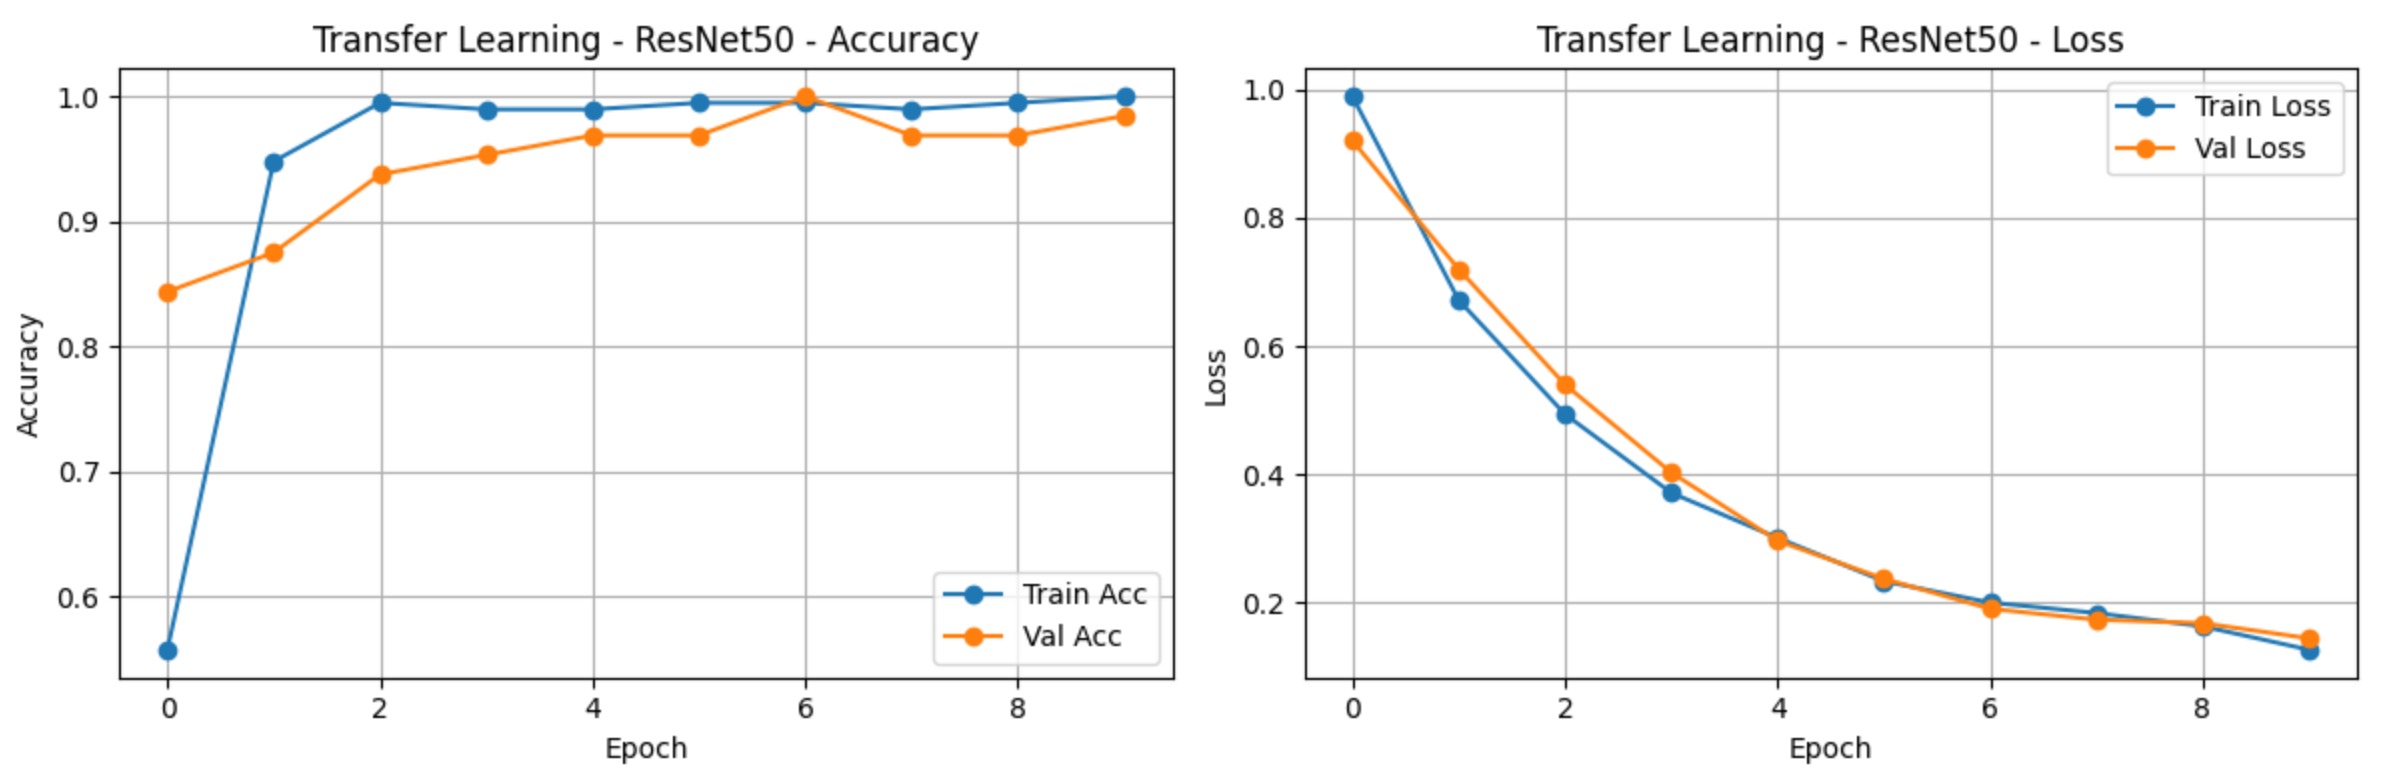 Transfer Learning - ResNet50 - Accuracy
1.0
0.9
0.8
0.7
0.6
Accuracy
Train Acc
Val Acc
0 2 4 6 8
Epoch
Transfer Learning - ResNet50 - Loss
1.0
0.8
0.6
0.4
0.2
Loss
Train Loss
Val Loss
0 2 4 6 8
Epoch